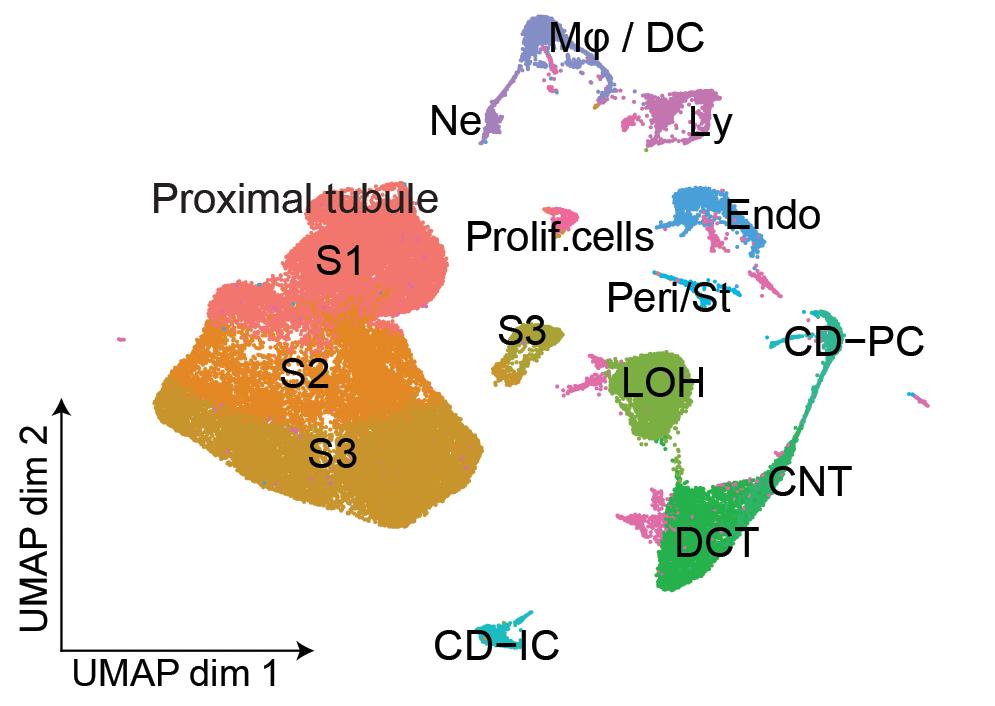 Mφ / DC
Ne
Ly
Proximal tubule
Endo
Prolif.cells
S1
Peri/St
S3
CD−PC
S2
LOH
S3
CNT
DCT
CD−IC
UMAP dim 2
UMAP dim 1